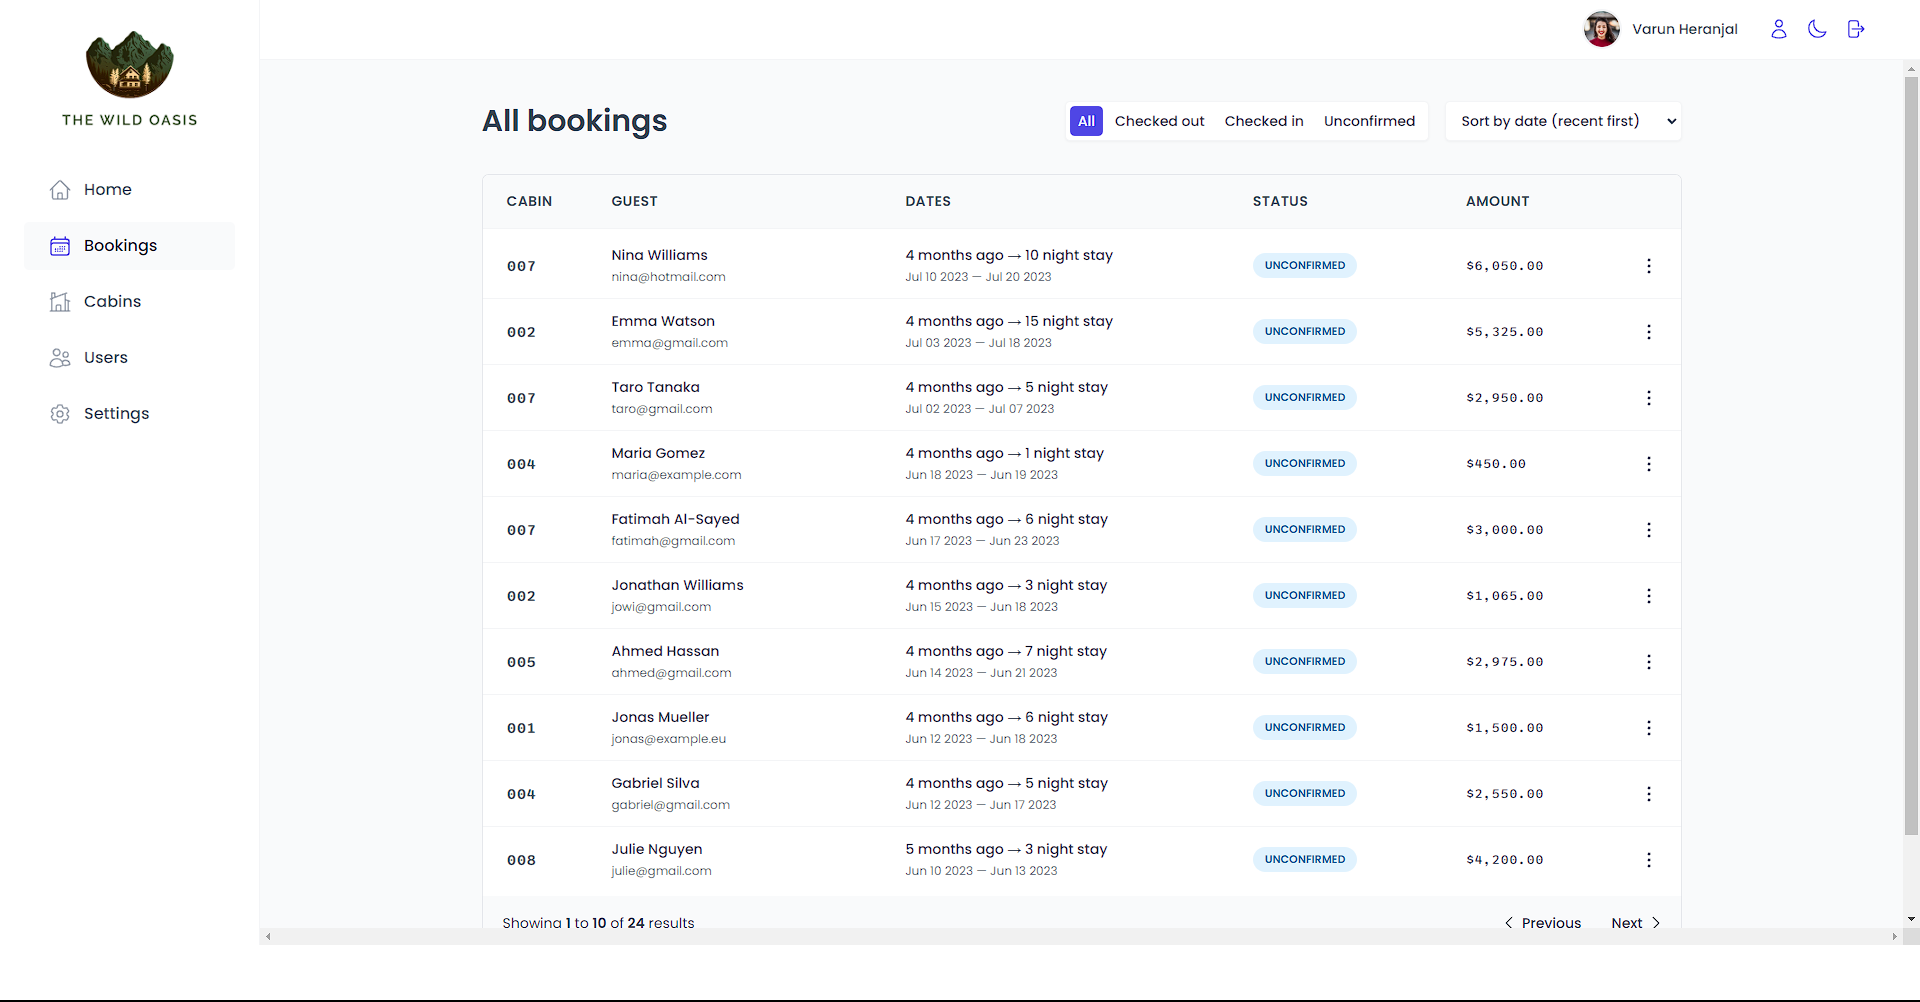 THE WILD OASIS
Home
Bookings
Cabins
Users
Settings
Varun Heranjal
All bookings
All Checked out Checked in Unconfirmed Sort by date (recent first)
CABIN GUEST DATES STATUS AMOUNT
007 Nina Williams 4 months ago → 10 night stay UNCONFIRMED $6,050.00
nina@hotmail.com Jul 10 2023 — Jul 20 2023
002 Emma Watson 4 months ago → 15 night stay UNCONFIRMED $5,325.00
emma@gmail.com Jul 03 2023 — Jul 18 2023
007 Taro Tanaka 4 months ago → 5 night stay UNCONFIRMED $2,950.00
taro@gmail.com Jul 02 2023 — Jul 07 2023
004 Maria Gomez 4 months ago → 1 night stay UNCONFIRMED $450.00
maria@example.com Jun 18 2023 — Jun 19 2023
007 Fatimah Al-Sayed 4 months ago → 6 night stay UNCONFIRMED $3,000.00
fatimah@gmail.com Jun 17 2023 — Jun 23 2023
002 Jonathan Williams 4 months ago → 3 night stay UNCONFIRMED $1,065.00
jowi@gmail.com Jun 15 2023 — Jun 18 2023
005 Ahmed Hassan 4 months ago → 7 night stay UNCONFIRMED $2,975.00
ahmed@gmail.com Jun 14 2023 — Jun 21 2023
001 Jonas Mueller 4 months ago → 6 night stay UNCONFIRMED $1,500.00
jonas@example.eu Jun 12 2023 — Jun 18 2023
004 Gabriel Silva 4 months ago → 5 night stay UNCONFIRMED $2,550.00
gabriel@gmail.com Jun 12 2023 — Jun 17 2023
008 Julie Nguyen 5 months ago → 3 night stay UNCONFIRMED $4,200.00
julie@gmail.com Jun 10 2023 — Jun 13 2023
Showing 1 to 10 of 24 results Previous Next